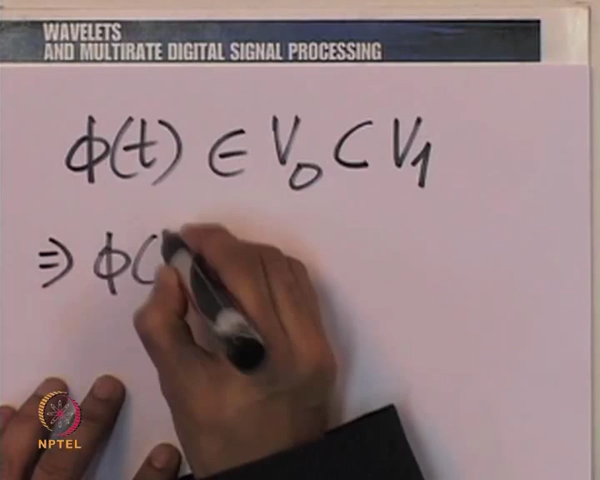 WAVELETS
AND MULTIRATE DIGITAL SIGNAL PROCESSING
ϕ(t) ∈ V₀ ⊂ V₁
⇒ ϕ(
NPTEL